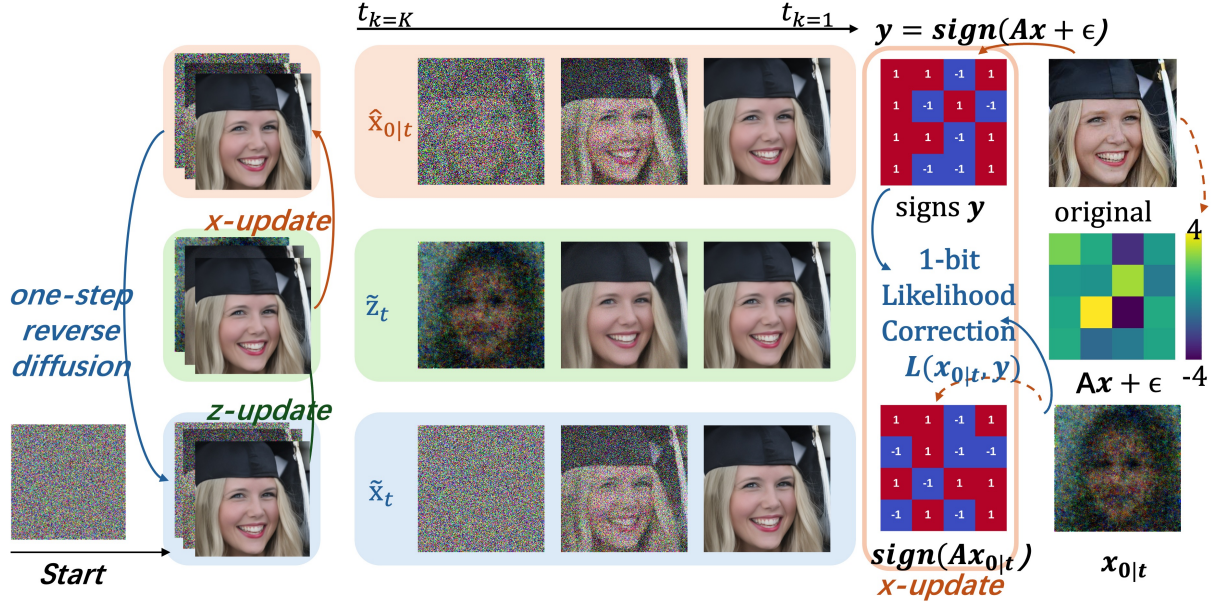 t_{k=K}
t_{k=1}
y = sign(Ax + ϵ)
x̂_{0|t}
1 1 -1 1
1 -1 1 -1
1 1 -1 1
1 -1 -1 1
signs y
original
x-update
z̃_t
one-step
reverse
diffusion
1-bit
Likelihood
Correction
L(x_{0|t}, y)
4
-4
Ax + ϵ
z-update
x̃_t
1 1 -1 1
-1 1 -1 -1
1 -1 1 1
-1 1 -1 1
Start
sign(Ax_{0|t})
x-update
x_{0|t}